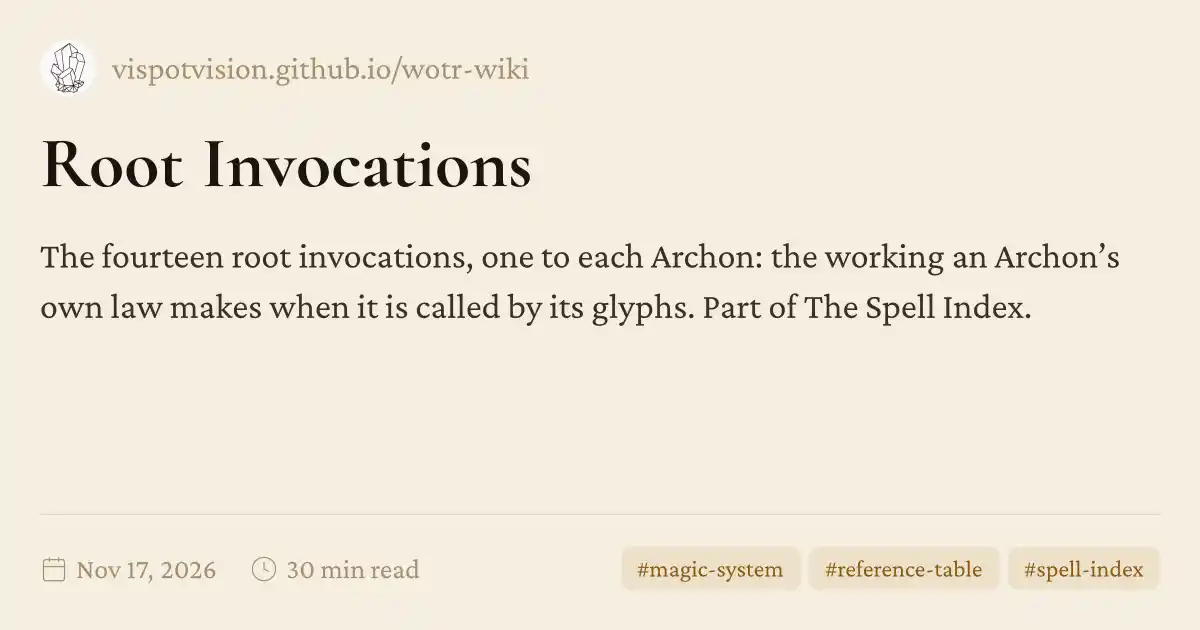 vispotvision.github.io/wotr-wiki
Root Invocations
The fourteen root invocations, one to each Archon: the working an Archon’s
own law makes when it is called by its glyphs. Part of The Spell Index.
Nov 17, 2026
30 min read
#magic-system
#reference-table
#spell-index